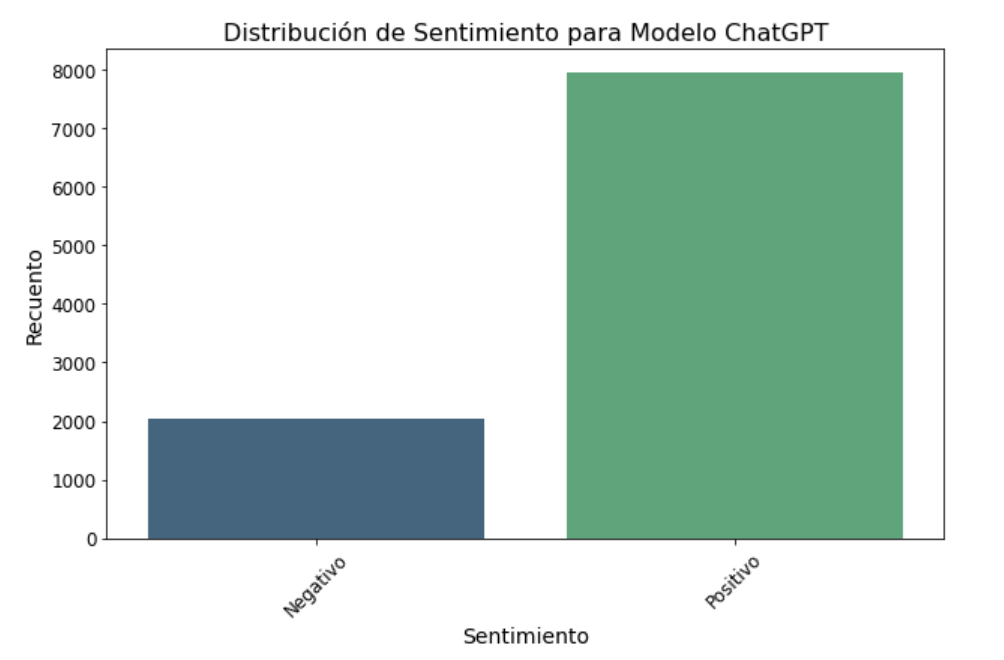 Distribución de Sentimiento para Modelo ChatGPT
8000
7000
6000
5000
4000
3000
2000
1000
0
Recuento
Negativo
Positivo
Sentimiento